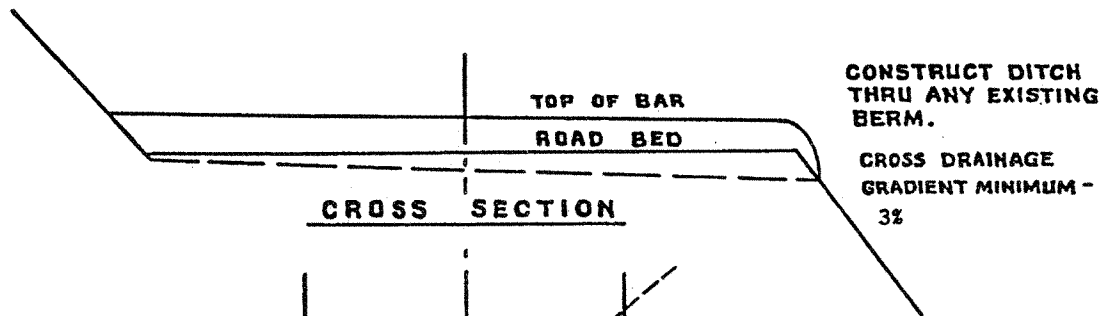 TOP OF BAR
ROAD BED
CROSS SECTION
CONSTRUCT DITCH
THRU ANY EXISTING
BERM.
CROSS DRAINAGE
GRADIENT MINIMUM -
3%